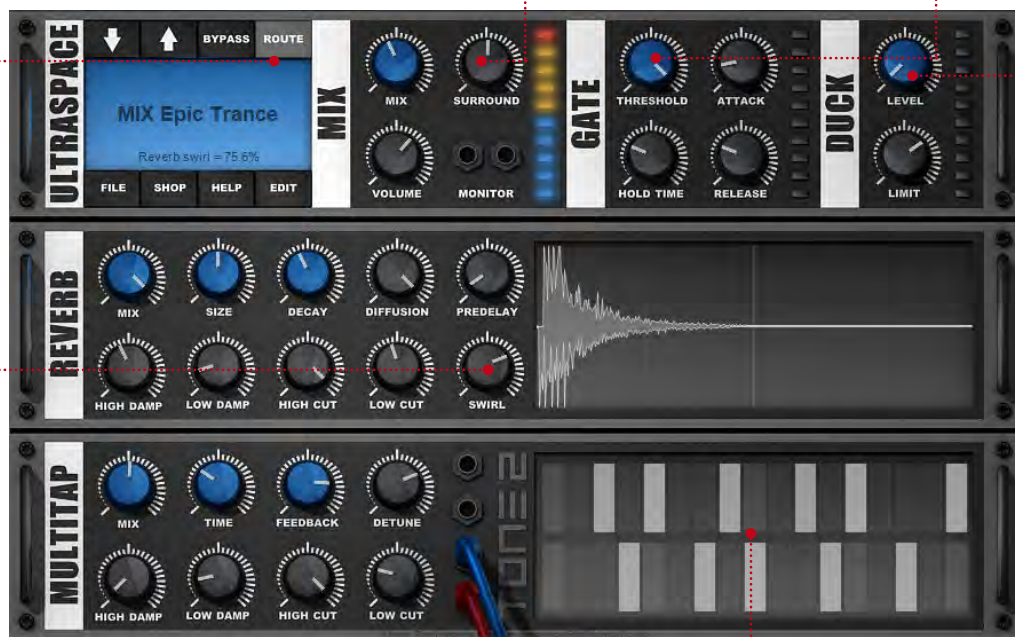 ULTRASPACE
BYPASS ROUTE
MIX Epic Trance
Reverb swirl = 75.6%
FILE SHOP HELP EDIT
MIX
MIX SURROUND
VOLUME MONITOR
GATE
THRESHOLD ATTACK
HOLD TIME RELEASE
DUCK
LEVEL
LIMIT
REVERB
MIX SIZE DECAY DIFFUSION PREDELAY
HIGH DAMP LOW DAMP HIGH CUT LOW CUT SWIRL
MULTITAP
MIX TIME FEEDBACK DETUNE
HIGH DAMP LOW DAMP HIGH CUT LOW CUT